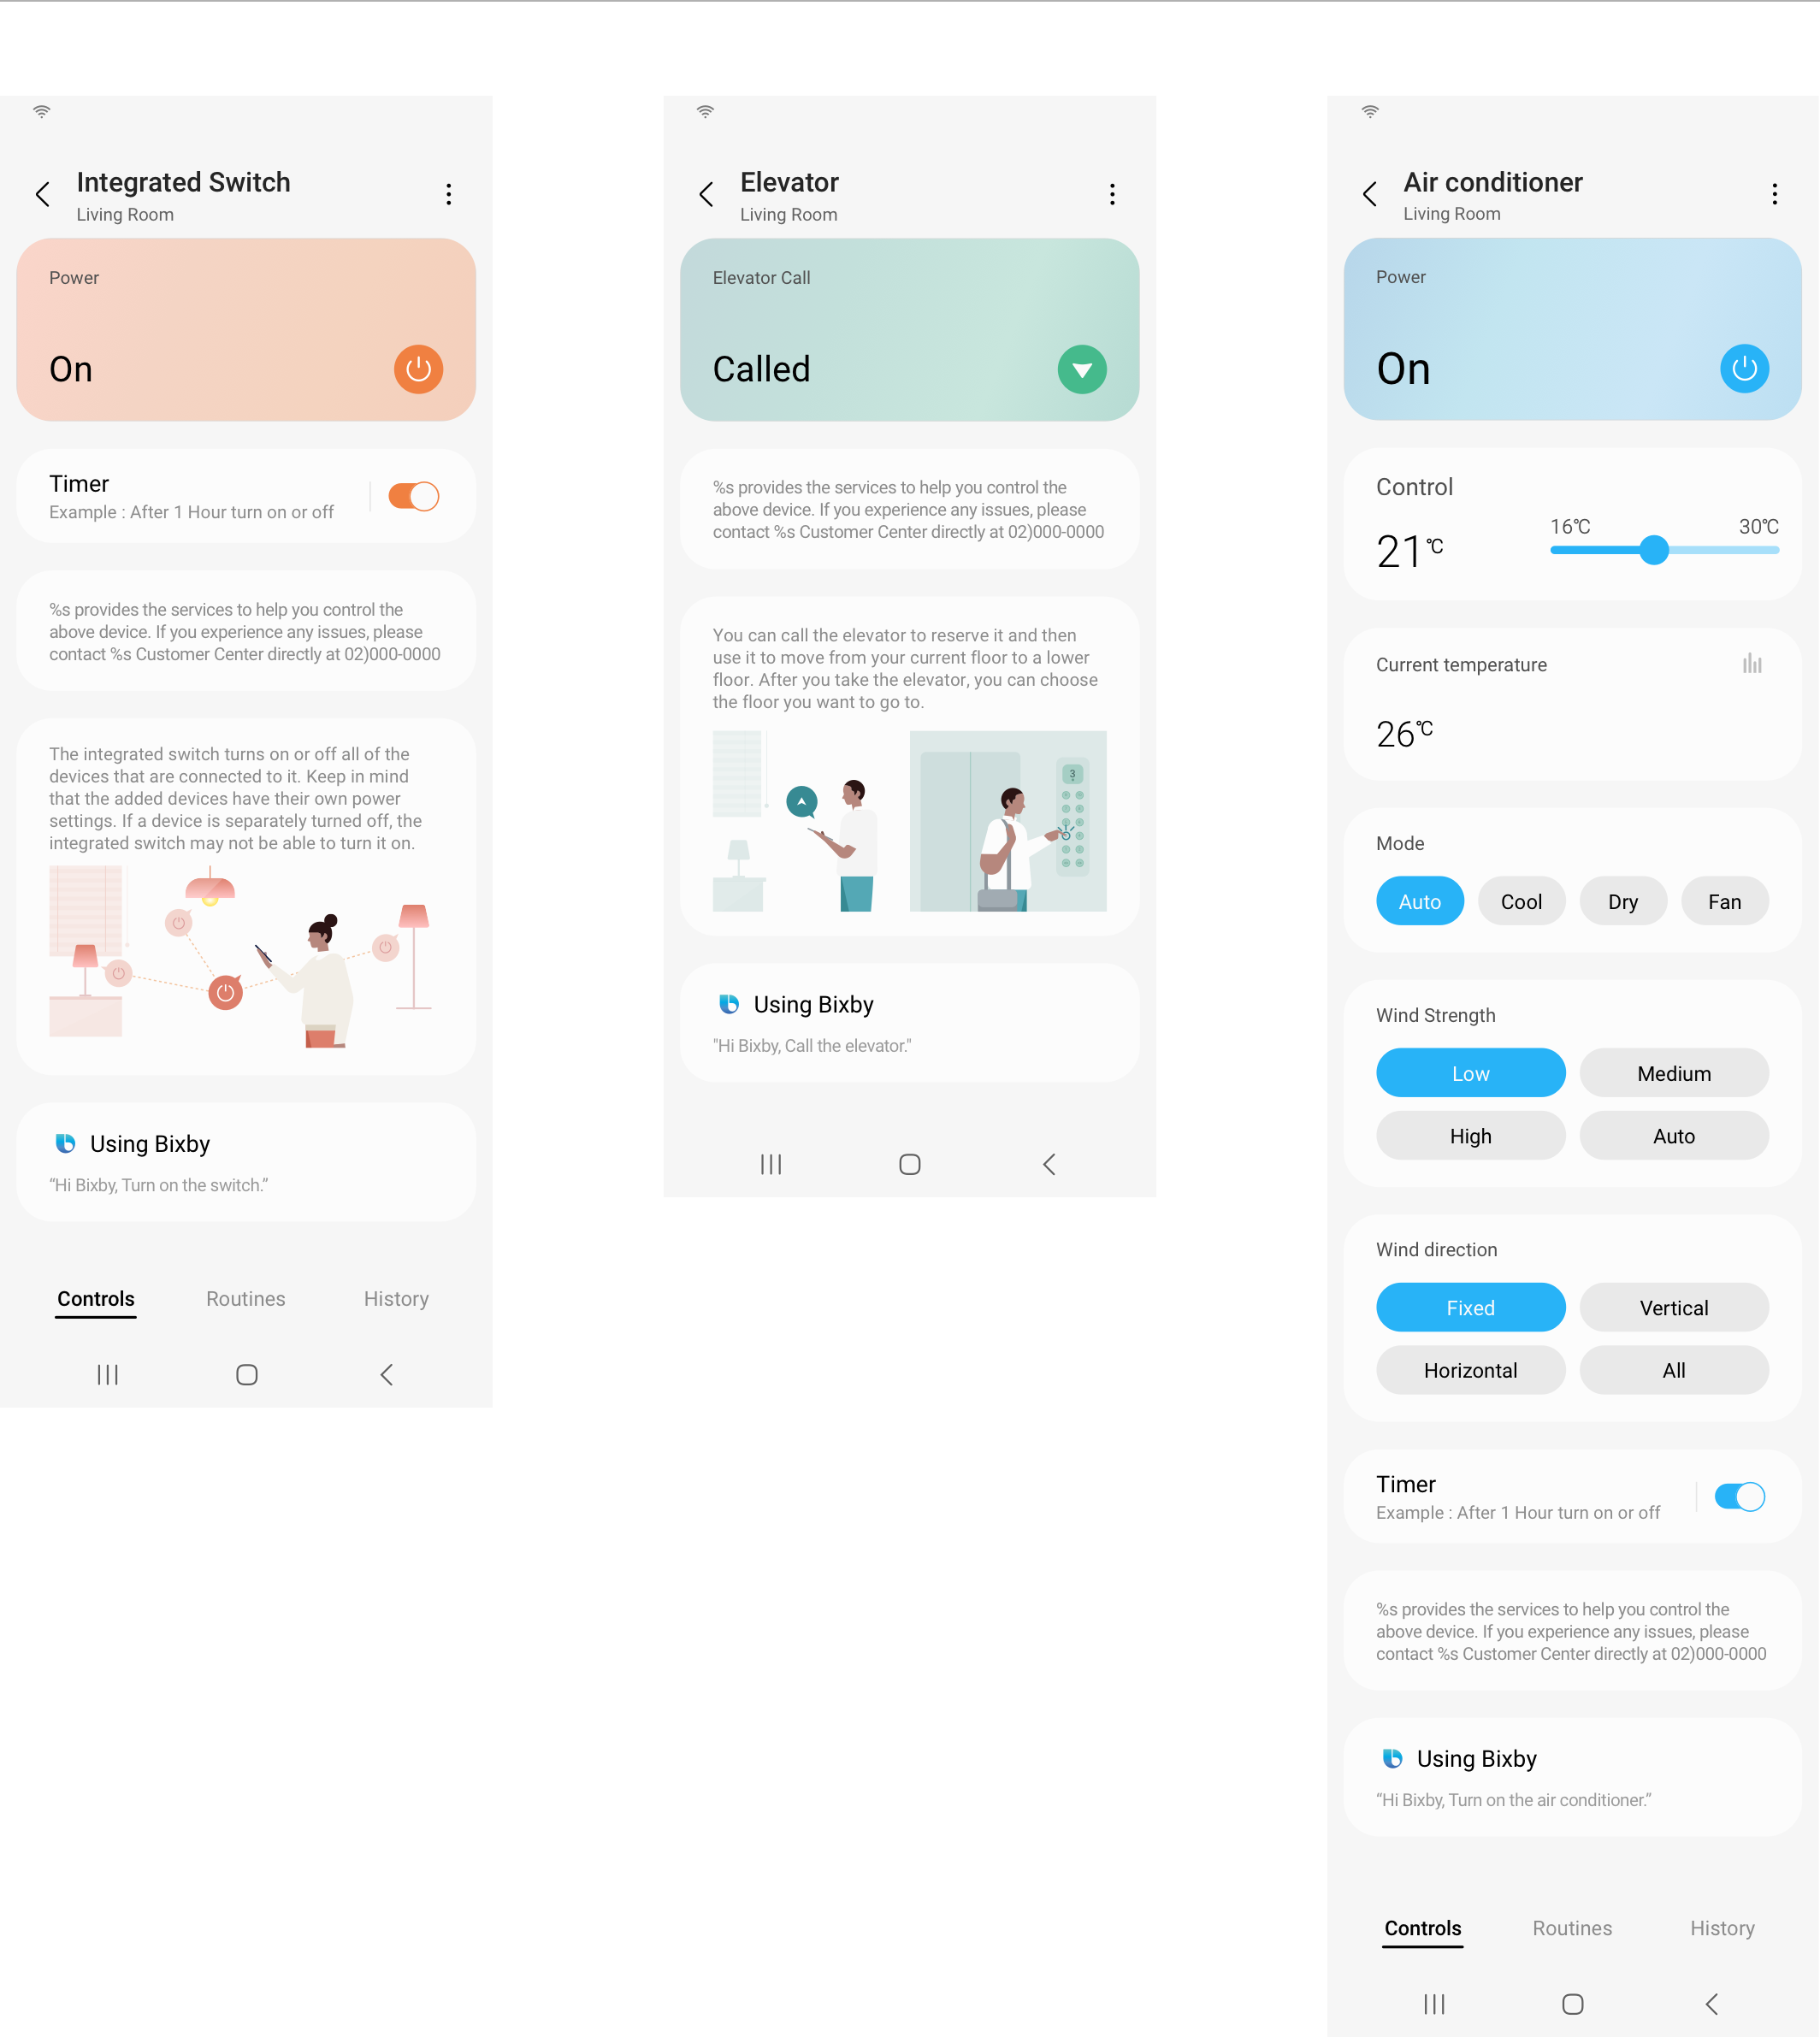 Integrated Switch
Living Room
Power
On
Timer
Example : After 1 Hour turn on or off
%s provides the services to help you control the
above device. If you experience any issues, please
contact %s Customer Center directly at 02)000-0000
The integrated switch turns on or off all of the
devices that are connected to it. Keep in mind
that the added devices have their own power
settings. If a device is separately turned off, the
integrated switch may not be able to turn it on.
Using Bixby
“Hi Bixby, Turn on the switch.”
Controls
Routines
History
Elevator
Living Room
Elevator Call
Called
%s provides the services to help you control the
above device. If you experience any issues, please
contact %s Customer Center directly at 02)000-0000
You can call the elevator to reserve it and then
use it to move from your current floor to a lower
floor. After you take the elevator, you can choose
the floor you want to go to.
3
Using Bixby
"Hi Bixby, Call the elevator."
Air conditioner
Living Room
Power
On
Control
21℃
16℃
30℃
Current temperature
26℃
Mode
Auto
Cool
Dry
Fan
Wind Strength
Low
Medium
High
Auto
Wind direction
Fixed
Vertical
Horizontal
All
Timer
Example : After 1 Hour turn on or off
%s provides the services to help you control the
above device. If you experience any issues, please
contact %s Customer Center directly at 02)000-0000
Using Bixby
“Hi Bixby, Turn on the air conditioner.”
Controls
Routines
History